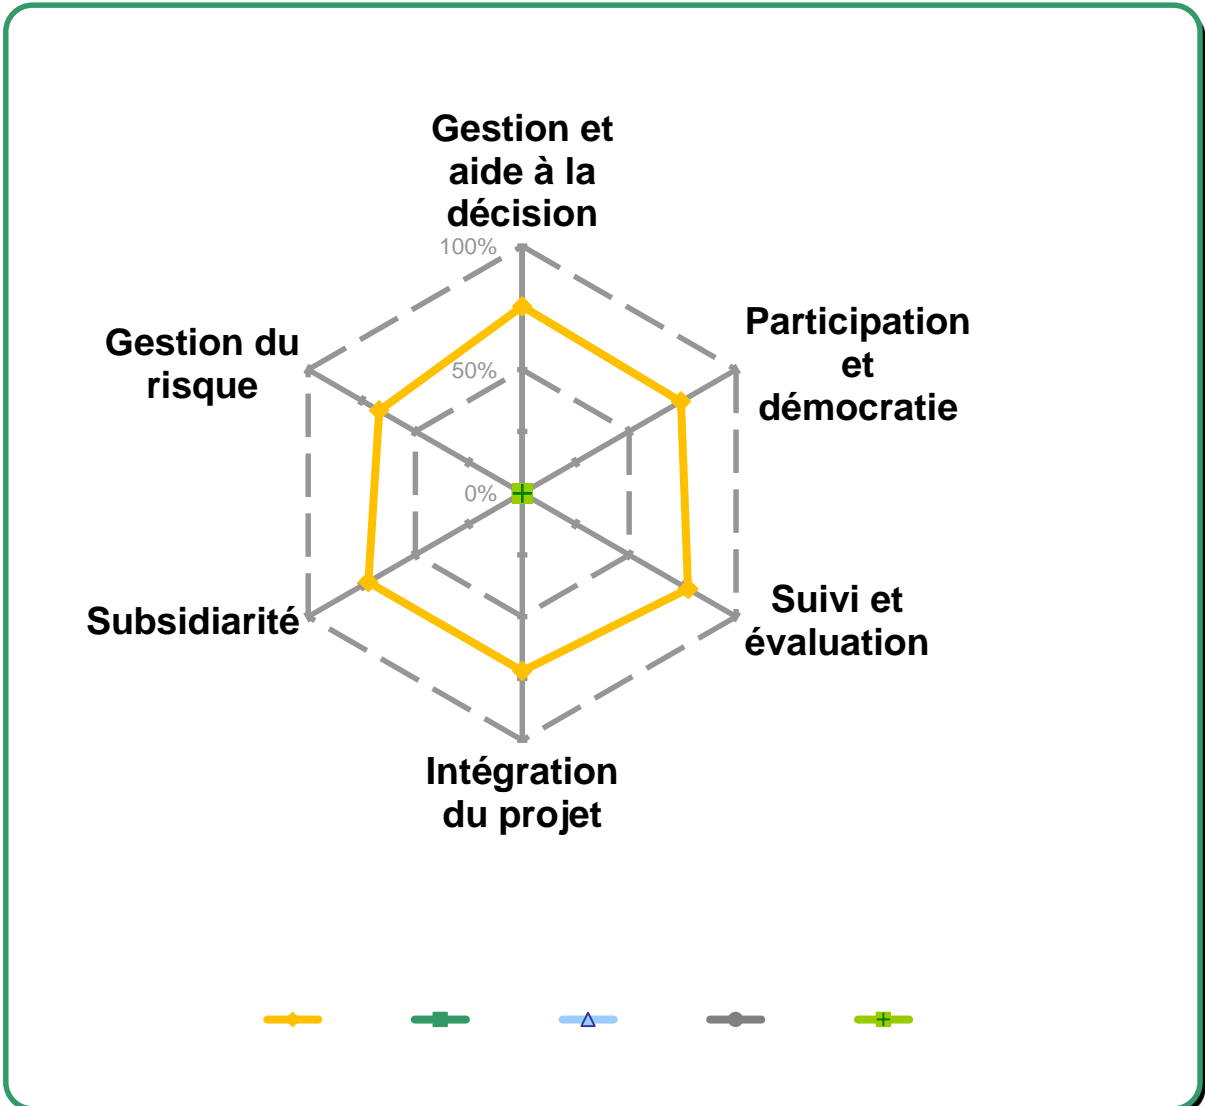 Gestion et
aide à la
décision
100%
Participation
et
démocratie
Gestion du
risque
50%
0%
Suivi et
évaluation
Subsidiarité
Intégration
du projet